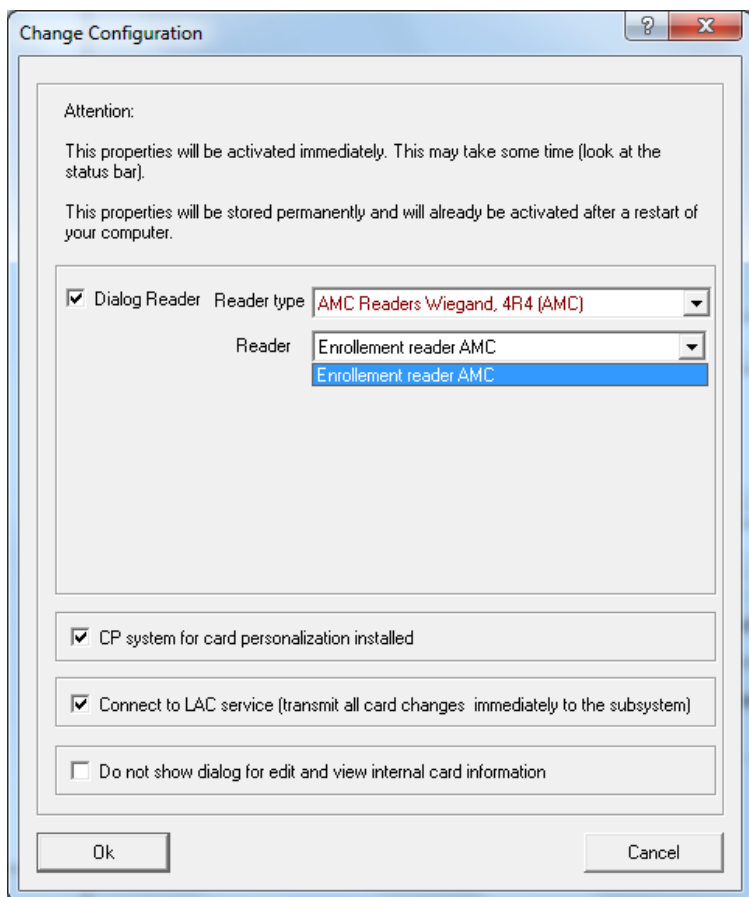 Change Configuration
Attention:
This properties will be activated immediately. This may take some time (look at the
status bar).
This properties will be stored permanently and will already be activated after a restart of
your computer.
Dialog Reader Reader type AMC Readers Wiegand, 4R4 (AMC)
Reader Enrollement reader AMC
Enrollement reader AMC
CP system for card personalization installed
Connect to LAC service (transmit all card changes immediately to the subsystem)
Do not show dialog for edit and view internal card information
Ok Cancel